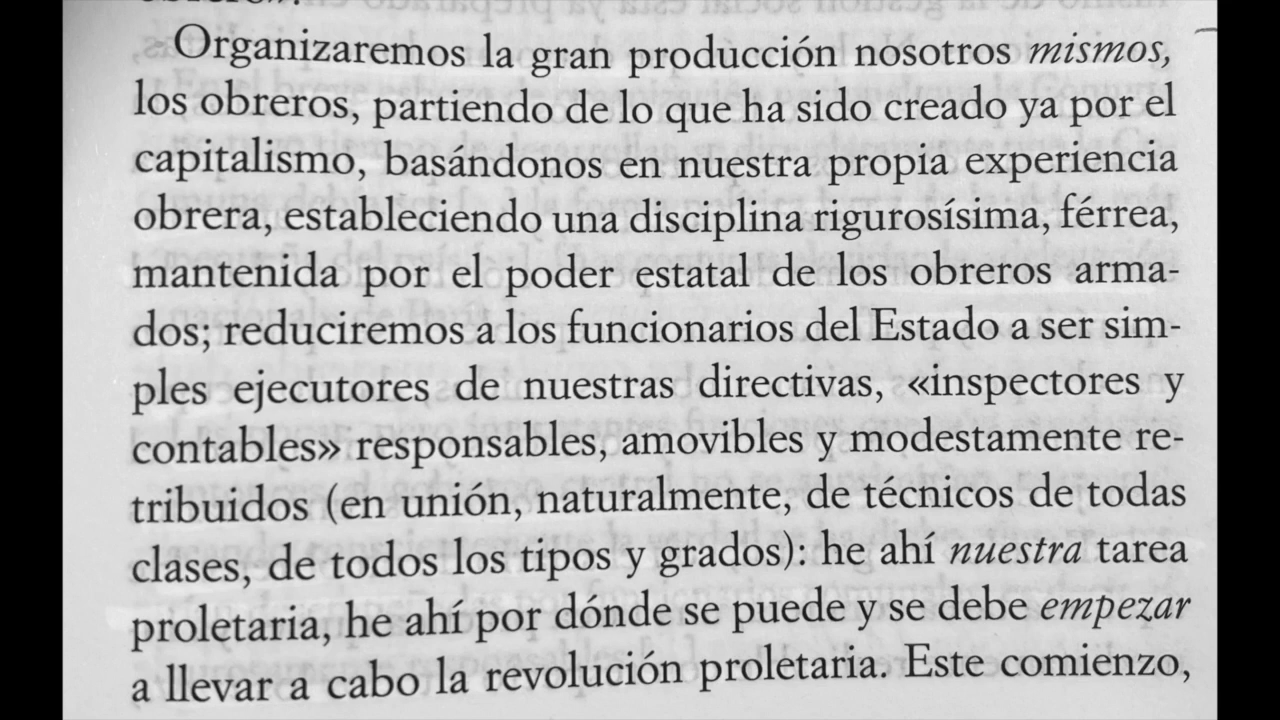 Organizaremos la gran producción nosotros mismos,
los obreros, partiendo de lo que ha sido creado ya por el
capitalismo, basándonos en nuestra propia experiencia
obrera, estableciendo una disciplina rigurosísima, férrea,
mantenida por el poder estatal de los obreros arma-
dos; reduciremos a los funcionarios del Estado a ser sim-
ples ejecutores de nuestras directivas, «inspectores y
contables» responsables, amovibles y modestamente re-
tribuidos (en unión, naturalmente, de técnicos de todas
clases, de todos los tipos y grados): he ahí nuestra tarea
proletaria, he ahí por dónde se puede y se debe empezar
a llevar a cabo la revolución proletaria. Este comienzo,